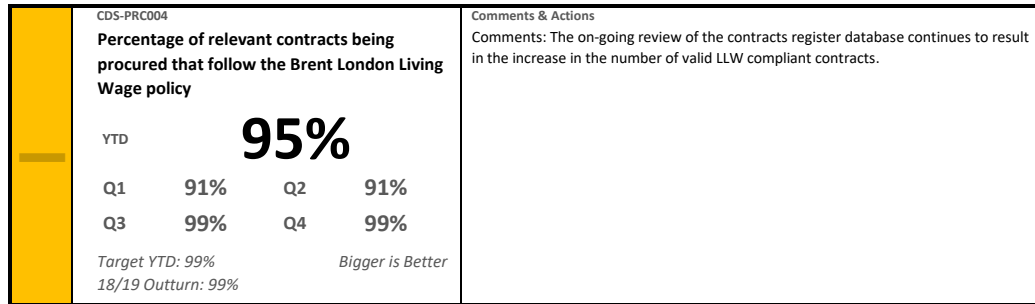 CDS-PRC004
Percentage of relevant contracts being
procured that follow the Brent London Living
Wage policy
YTD 95%
Q1 91% Q2 91%
Q3 99% Q4 99%
Target YTD: 99% Bigger is Better
18/19 Outturn: 99%
Comments & Actions
Comments: The on-going review of the contracts register database continues to result
in the increase in the number of valid LLW compliant contracts.